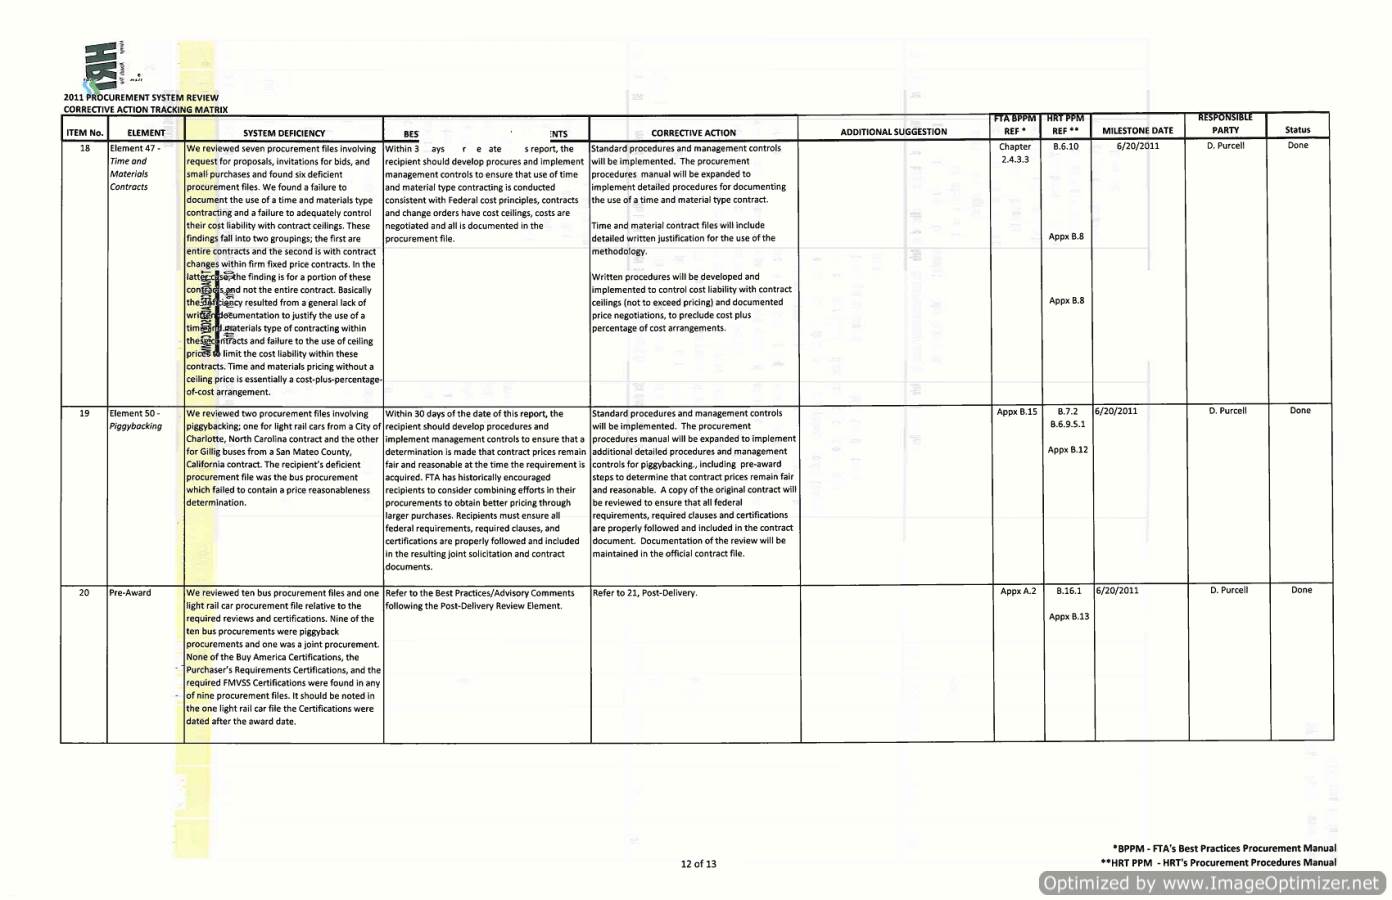 HRT
2011 PROCUREMENT SYSTEM REVIEW
CORRECTIVE ACTION TRACKING MATRIX
ITEM No. ELEMENT SYSTEM DEFICIENCY BES NTS CORRECTIVE ACTION ADDITIONAL SUGGESTION FTA BPPM REF * HRT PPM REF ** MILESTONE DATE RESPONSIBLE PARTY Status
18
Element 47 -
Time and
Materials
Contracts
We reviewed seven procurement files involving
request for proposals, invitations for bids, and
small purchases and found six deficient
procurement files. We found a failure to
document the use of a time and materials type
contracting and a failure to adequately control
their cost liability with contract ceilings. These
findings fall into two groupings; the first are
entire contracts and the second is with contract
changes within firm fixed price contracts. In the
latter case, the finding is for a portion of these
contracts and not the entire contract. Basically
the deficiency resulted from a general lack of
written documentation to justify the use of a
time and materials type of contracting within
these contracts and failure to the use of ceiling
prices to limit the cost liability within these
contracts. Time and materials pricing without a
ceiling price is essentially a cost-plus-percentage-
of-cost arrangement.
Within 3 ays r e ate s report, the
recipient should develop procures and implement
management controls to ensure that use of time
and material type contracting is conducted
consistent with Federal cost principles, contracts
and change orders have cost ceilings, costs are
negotiated and all is documented in the
procurement file.
Standard procedures and management controls
will be implemented. The procurement
procedures manual will be expanded to
implement detailed procedures for documenting
the use of a time and material type contract.
Time and material contract files will include
detailed written justification for the use of the
methodology.
Written procedures will be developed and
implemented to control cost liability with contract
ceilings (not to exceed pricing) and documented
price negotiations, to preclude cost plus
percentage of cost arrangements.
Chapter
2.4.3.3
B.6.10
Appx B.8
Appx B.8
6/20/2011
D. Purcell
Done
19
Element 50 -
Piggybacking
We reviewed two procurement files involving
piggybacking; one for light rail cars from a City of
Charlotte, North Carolina contract and the other
for Gillig buses from a San Mateo County,
California contract. The recipient's deficient
procurement file was the bus procurement
which failed to contain a price reasonableness
determination.
Within 30 days of the date of this report, the
recipient should develop procedures and
implement management controls to ensure that a
determination is made that contract prices remain
fair and reasonable at the time the requirement is
acquired. FTA has historically encouraged
recipients to consider combining efforts in their
procurements to obtain better pricing through
larger purchases. Recipients must ensure all
federal requirements, required clauses, and
certifications are properly followed and included
in the resulting joint solicitation and contract
documents.
Standard procedures and management controls
will be implemented. The procurement
procedures manual will be expanded to implement
additional detailed procedures and management
controls for piggybacking., including pre-award
steps to determine that contract prices remain fair
and reasonable. A copy of the original contract will
be reviewed to ensure that all federal
requirements, required clauses and certifications
are properly followed and included in the contract
document. Documentation of the review will be
maintained in the official contract file.
Appx B.15
B.7.2
B.6.9.5.1
Appx B.12
6/20/2011
D. Purcell
Done
20
Pre-Award
We reviewed ten bus procurement files and one
light rail car procurement file relative to the
required reviews and certifications. Nine of the
ten bus procurements were piggyback
procurements and one was a joint procurement.
None of the Buy America Certifications, the
Purchaser's Requirements Certifications, and the
required FMVSS Certifications were found in any
of nine procurement files. It should be noted in
the one light rail car file the Certifications were
dated after the award date.
Refer to the Best Practices/Advisory Comments
following the Post-Delivery Review Element.
Refer to 21, Post-Delivery.
Appx A.2
B.16.1
Appx B.13
6/20/2011
D. Purcell
Done
*BPPM - FTA's Best Practices Procurement Manual
12 of 13
**HRT PPM - HRT's Procurement Procedures Manual
Optimized by www.ImageOptimizer.net